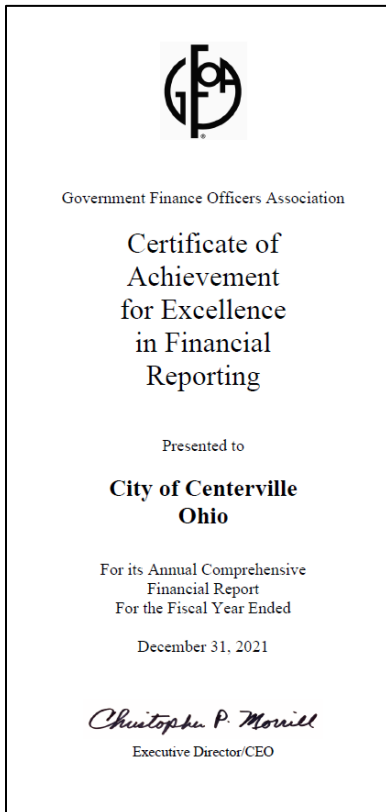 GFOA
®
Government Finance Officers Association
Certificate of
Achievement
for Excellence
in Financial
Reporting
Presented to
City of Centerville
Ohio
For its Annual Comprehensive
Financial Report
For the Fiscal Year Ended
December 31, 2021
Christopher P. Morrill
Executive Director/CEO